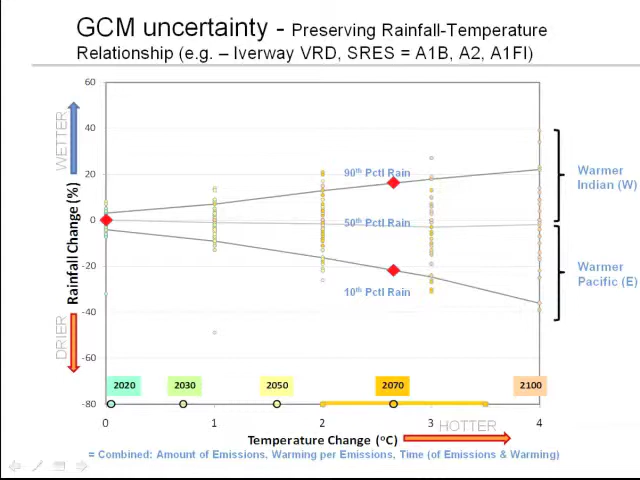 GCM uncertainty - Preserving Rainfall-Temperature
Relationship (e.g. – Iverway VRD, SRES = A1B, A2, A1FI)
60
40
20
0
-20
-40
-60
-80
WETTER
Rainfall Change (%)
DRIER
90th Pctl Rain
50th Pctl Rain
10th Pctl Rain
Warmer
Indian (W)
Warmer
Pacific (E)
2020
2030
2050
2070
2100
0
1
2
3
4
HOTTER
Temperature Change (oC)
= Combined: Amount of Emissions, Warming per Emissions, Time (of Emissions & Warming)